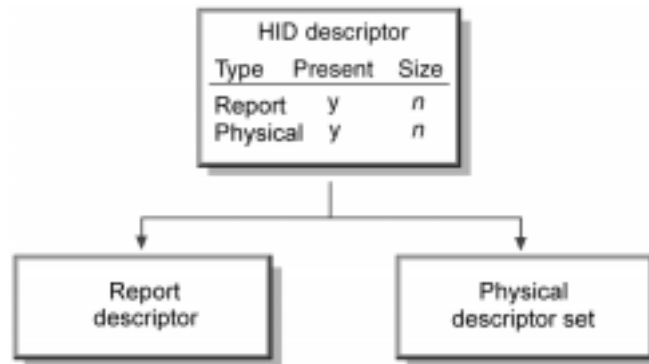 HID descriptor
Type Present Size
Report y n
Physical y n
Report
descriptor
Physical
descriptor set